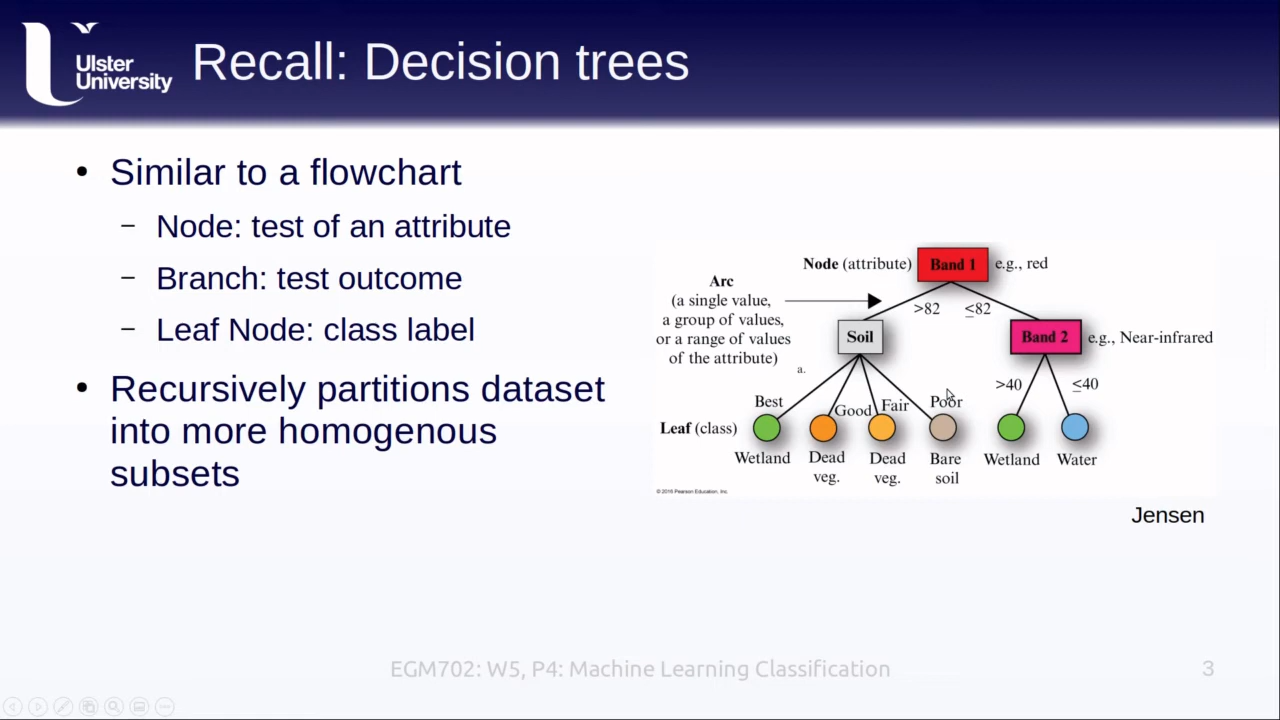 Ulster
University
Recall: Decision trees
• Similar to a flowchart
– Node: test of an attribute
– Branch: test outcome
– Leaf Node: class label
• Recursively partitions dataset
into more homogenous
subsets
Node (attribute) Band 1 e.g., red
Arc
(a single value,
a group of values,
or a range of values
of the attribute)
>82 ≤82
Soil Band 2 e.g., Near-infrared
a.
>40 ≤40
Best Good Fair Poor
Leaf (class)
Wetland Dead veg. Dead veg. Bare soil Wetland Water
© 2016 Pearson Education, Inc.
Jensen
EGM702: W5, P4: Machine Learning Classification 3